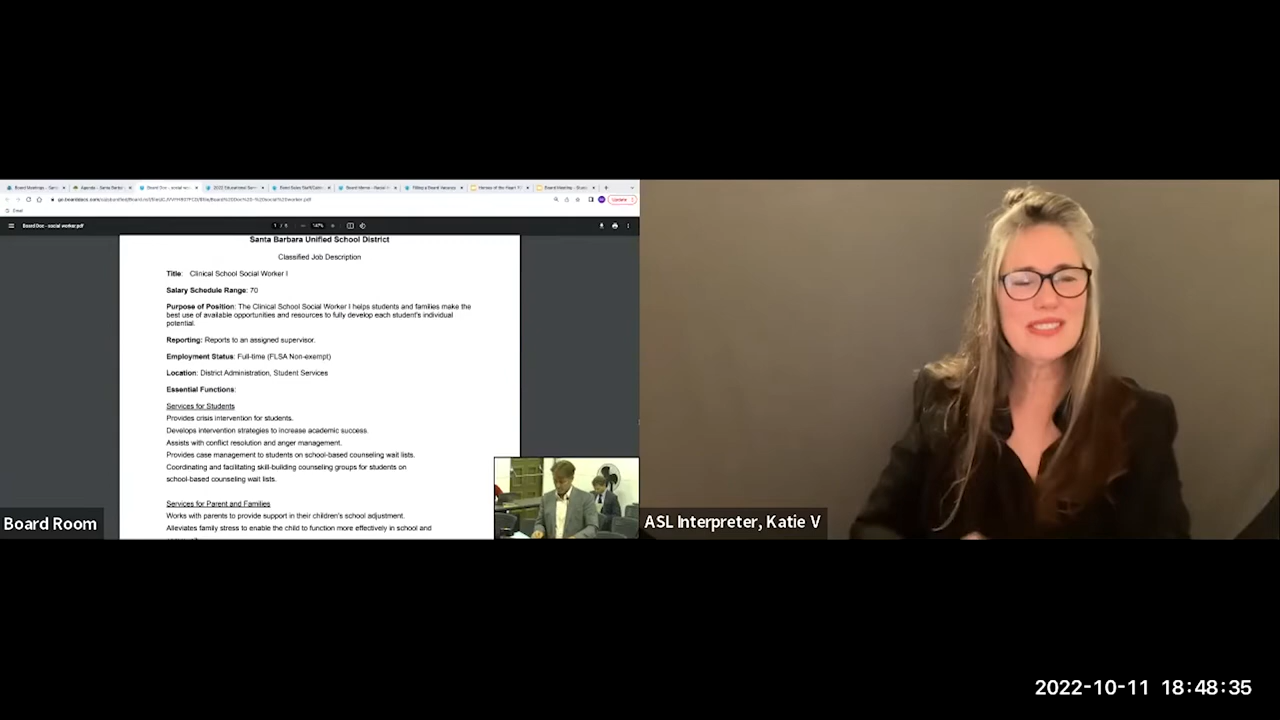 Board Doc - social worker.pdf
1 / 5
147%
Santa Barbara Unified School District
Classified Job Description
Title: Clinical School Social Worker I
Salary Schedule Range: 70
Purpose of Position: The Clinical School Social Worker I helps students and families make the
best use of available opportunities and resources to fully develop each student's individual
potential.
Reporting: Reports to an assigned supervisor.
Employment Status: Full-time (FLSA Non-exempt)
Location: District Administration, Student Services
Essential Functions:
Services for Students
Provides crisis intervention for students.
Develops intervention strategies to increase academic success.
Assists with conflict resolution and anger management.
Provides case management to students on school-based counseling wait lists.
Coordinating and facilitating skill-building counseling groups for students on
school-based counseling wait lists.
Services for Parent and Families
Works with parents to provide support in their children's school adjustment.
Alleviates family stress to enable the child to function more effectively in school and
Board Room
ASL Interpreter, Katie V
2022-10-11 18:48:35